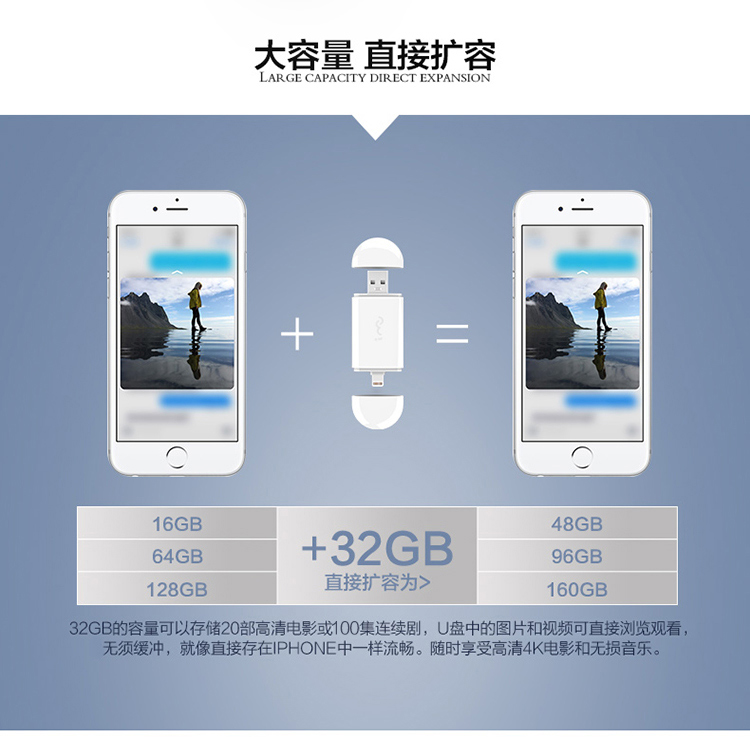 大容量 直接扩容
LARGE CAPACITY DIRECT EXPANSION
+
=
16GB
64GB
128GB
+32GB
直接扩容为>
48GB
96GB
160GB
32GB的容量可以存储20部高清电影或100集连续剧，U盘中的图片和视频可直接浏览观看，
无须缓冲，就像直接存在IPHONE中一样流畅。随时享受高清4K电影和无损音乐。